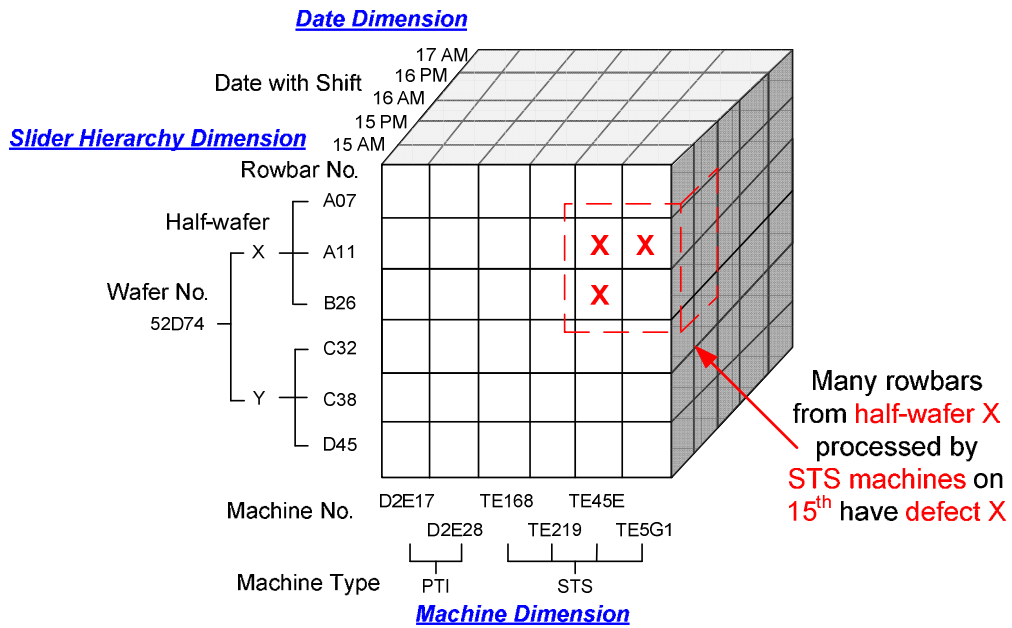 Date Dimension
17 AM
Date with Shift
16 PM
16 AM
15 PM
15 AM
Slider Hierarchy Dimension
Rowbar No.
A07
Half-wafer
X
A11
X X
Wafer No.
B26
X
52D74
C32
Y
C38
D45
Many rowbars
from half-wafer X
processed by
STS machines on
15th have defect X
Machine No.
D2E17 TE168 TE45E
D2E28 TE219 TE5G1
Machine Type
PTI STS
Machine Dimension